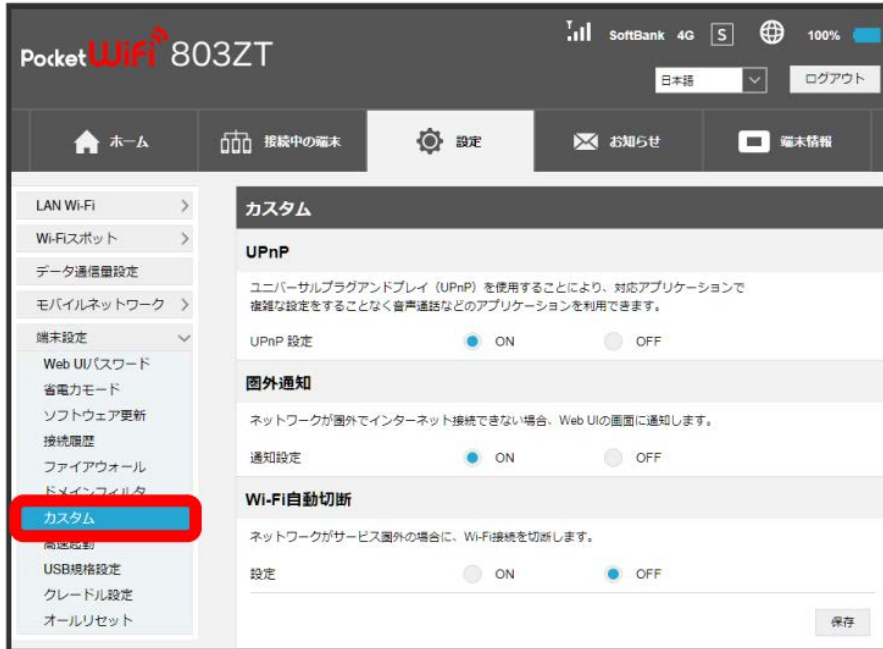 Pocket WiFi 803ZT
SoftBank 4G S 100%
日本語 ログアウト
ホーム 接続中の端末 設定 お知らせ 端末情報
LAN Wi-Fi
Wi-Fiスポット
データ通信量設定
モバイルネットワーク
端末設定
Web UIパスワード
省電力モード
ソフトウェア更新
接続履歴
ファイアウォール
ドメインフィルタ
カスタム
高速起動
USB規格設定
クレードル設定
オールリセット
カスタム
UPnP
ユニバーサルプラグアンドプレイ（UPnP）を使用することにより、対応アプリケーションで
複雑な設定をすることなく音声通話などのアプリケーションを利用できます。
UPnP 設定 ON OFF
圏外通知
ネットワークが圏外でインターネット接続できない場合、Web UIの画面に通知します。
通知設定 ON OFF
Wi-Fi自動切断
ネットワークがサービス圏外の場合に、Wi-Fi接続を切断します。
設定 ON OFF
保存